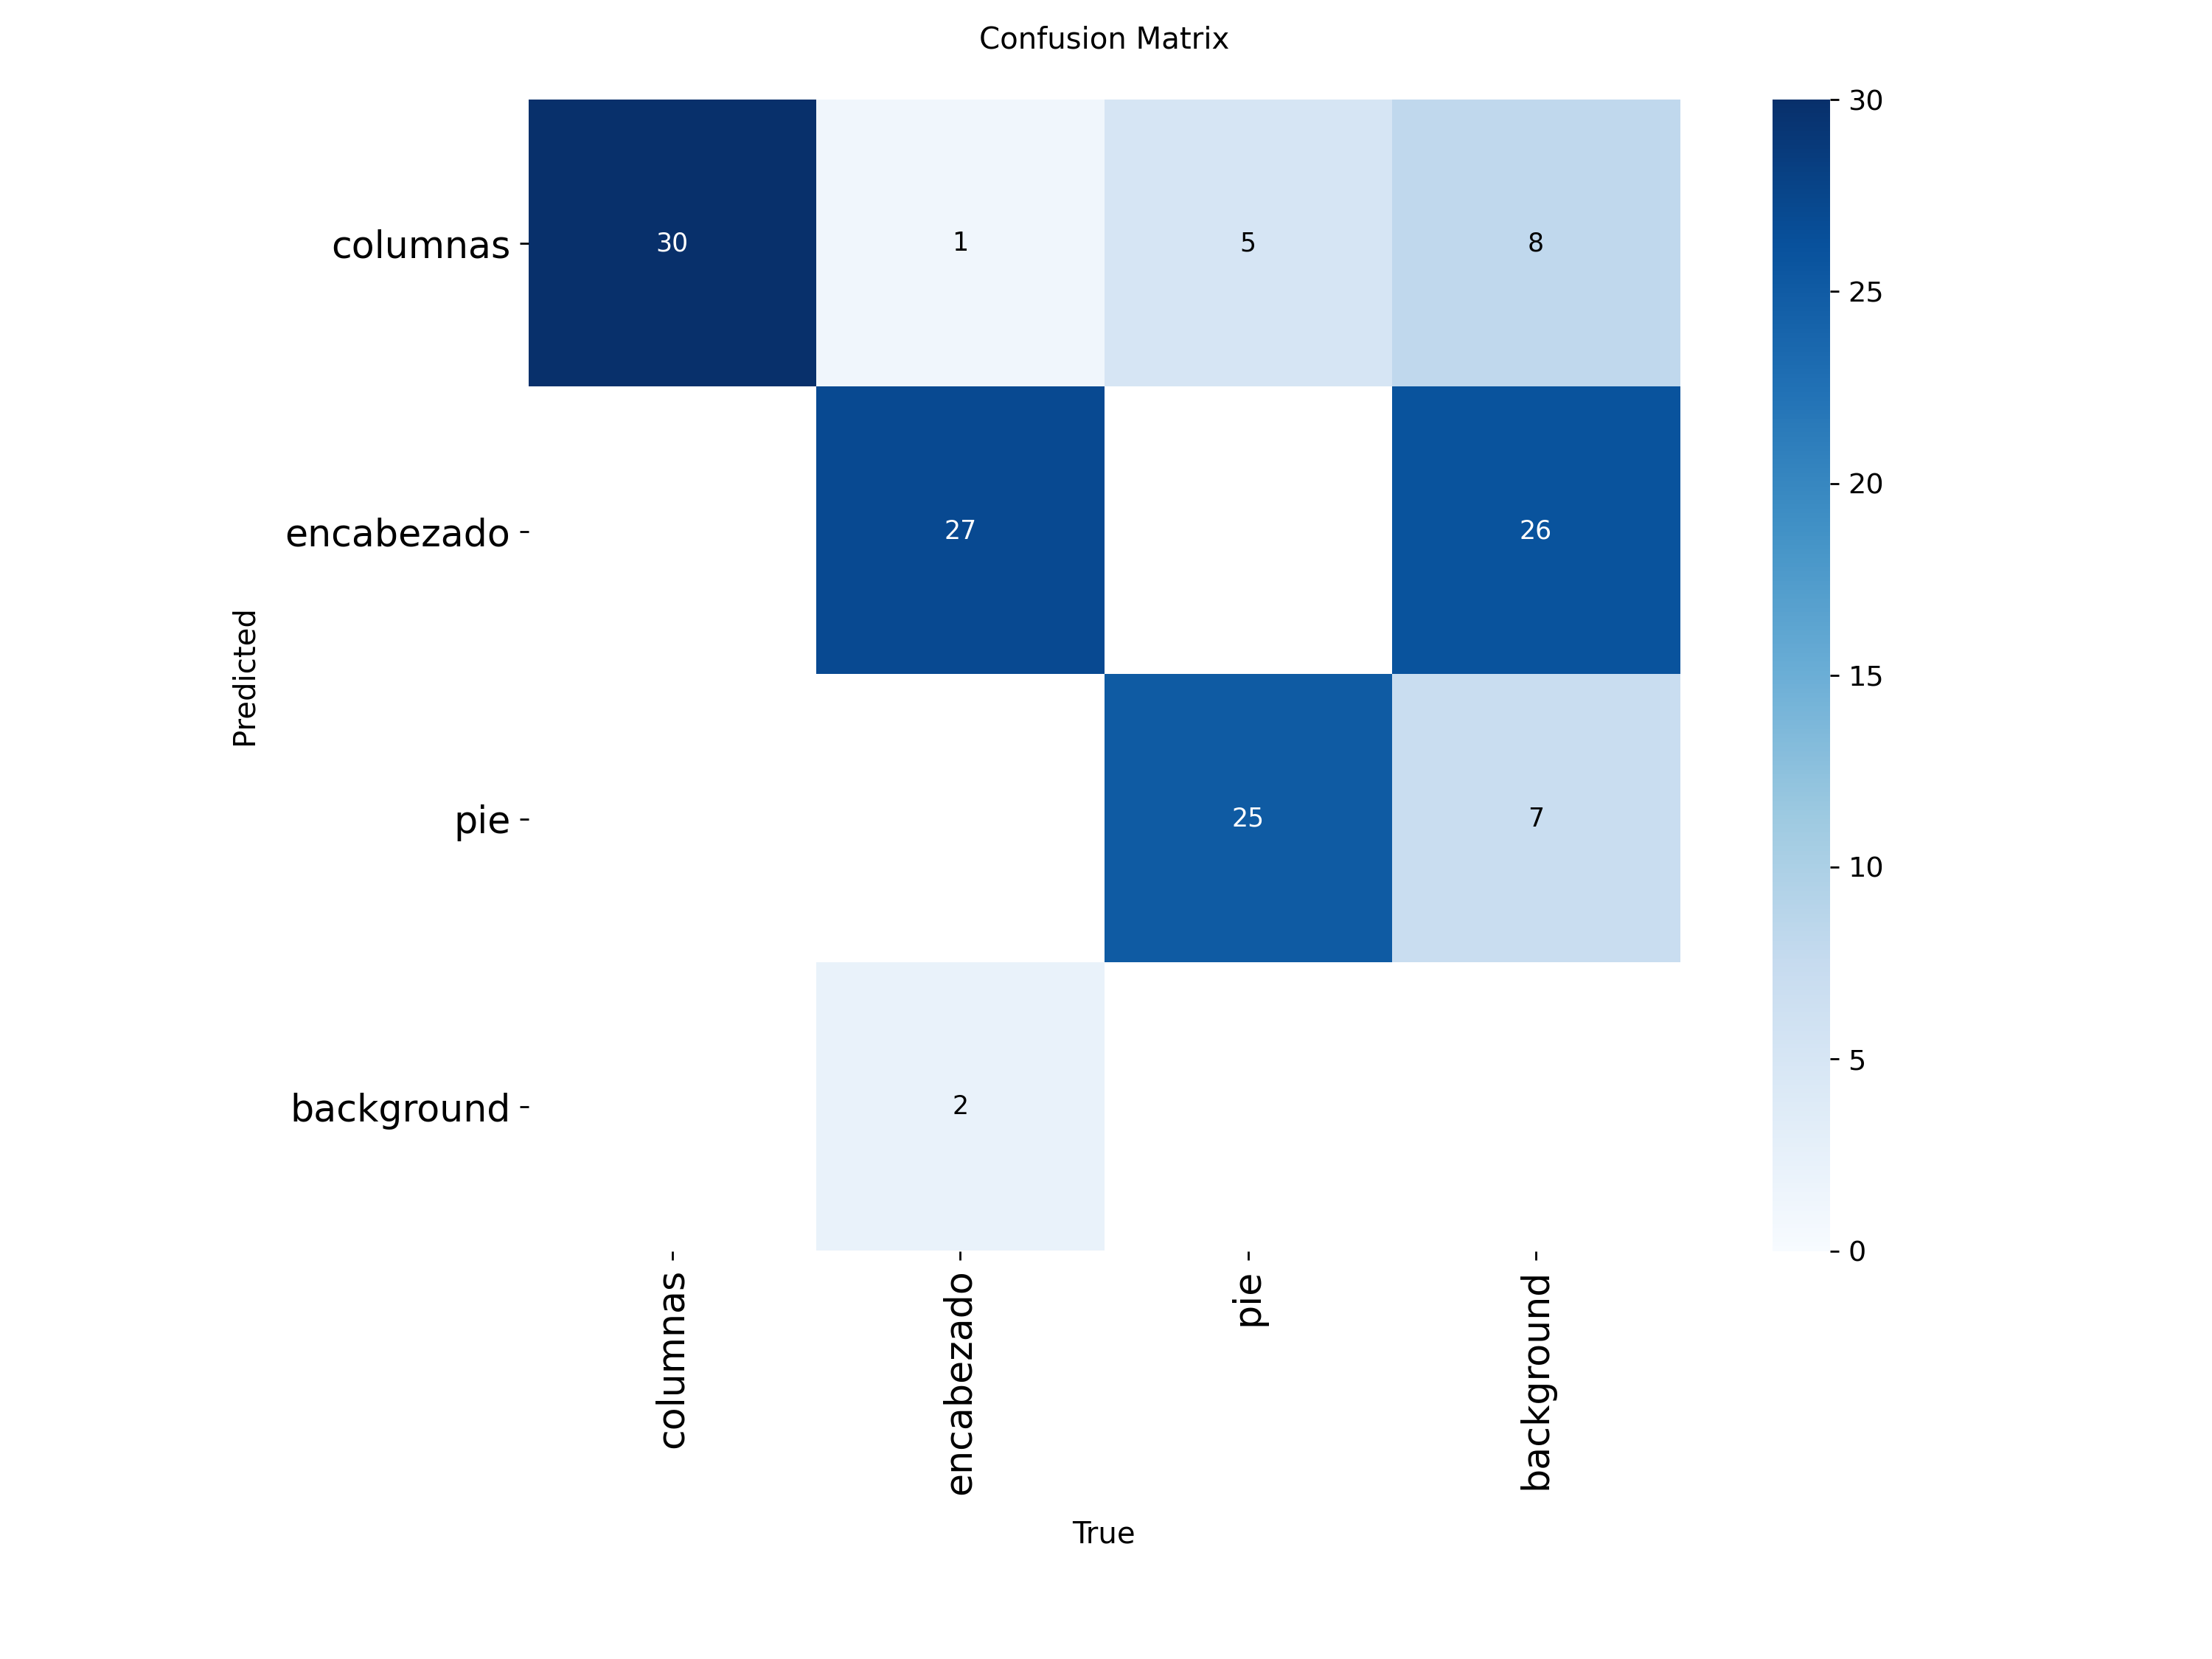 Confusion Matrix
columnas
30
1
5
8
encabezado
27
26
pie
25
7
background
2
Predicted
columnas
encabezado
pie
background
True
30
25
20
15
10
5
0